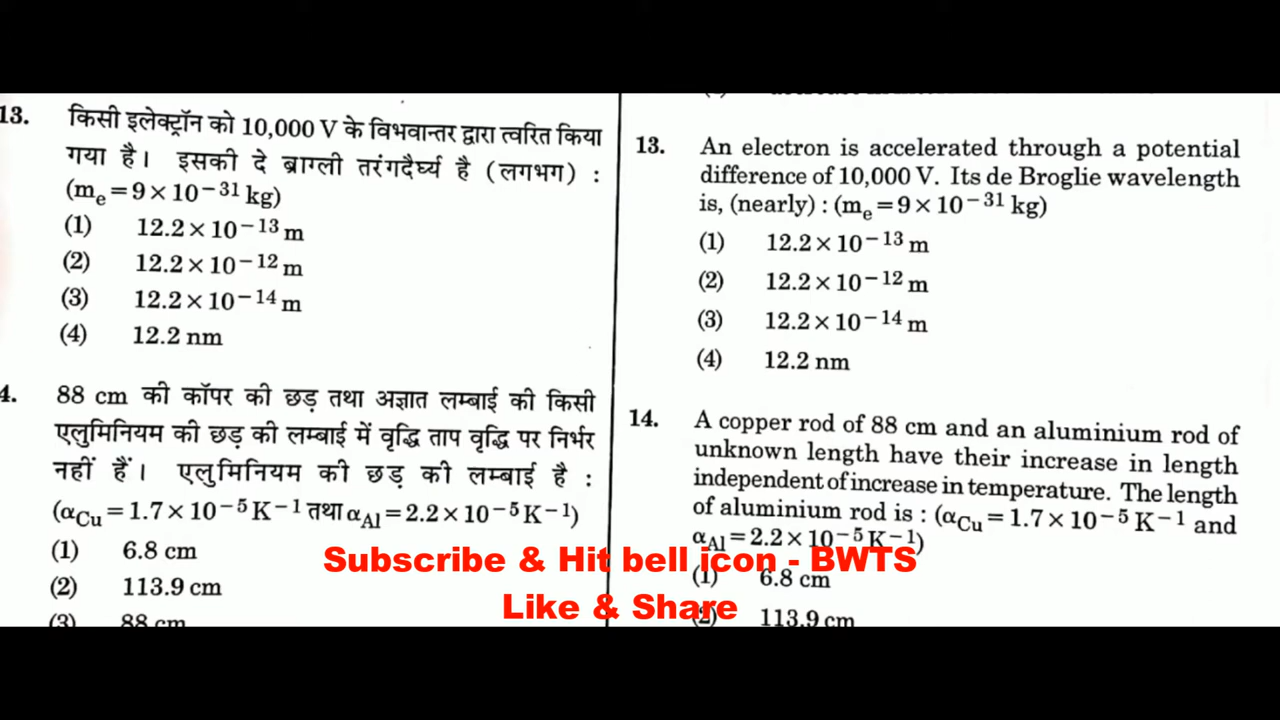 13. किसी इलेक्ट्रॉन को 10,000 V के विभवान्तर द्वारा त्वरित किया
गया है। इसकी दे ब्राग्ली तरंगदैर्घ्य है (लगभग) :
(mₑ = 9 × 10⁻³¹ kg)
(1) 12.2 × 10⁻¹³ m
(2) 12.2 × 10⁻¹² m
(3) 12.2 × 10⁻¹⁴ m
(4) 12.2 nm
4. 88 cm की कॉपर की छड़ तथा अज्ञात लम्बाई की किसी
एलुमिनियम की छड़ की लम्बाई में वृद्धि ताप वृद्धि पर निर्भर
नहीं हैं। एलुमिनियम की छड़ की लम्बाई है :
(α_Cu = 1.7 × 10⁻⁵ K⁻¹ तथा α_Al = 2.2 × 10⁻⁵ K⁻¹)
(1) 6.8 cm
(2) 113.9 cm
(3) 88 cm
13. An electron is accelerated through a potential
difference of 10,000 V. Its de Broglie wavelength
is, (nearly) : (mₑ = 9 × 10⁻³¹ kg)
(1) 12.2 × 10⁻¹³ m
(2) 12.2 × 10⁻¹² m
(3) 12.2 × 10⁻¹⁴ m
(4) 12.2 nm
14. A copper rod of 88 cm and an aluminium rod of
unknown length have their increase in length
independent of increase in temperature. The length
of aluminium rod is : (α_Cu = 1.7 × 10⁻⁵ K⁻¹ and
α_Al = 2.2 × 10⁻⁵ K⁻¹)
(1) 6.8 cm
(2) 113.9 cm
Subscribe & Hit bell icon - BWTS
Like & Share